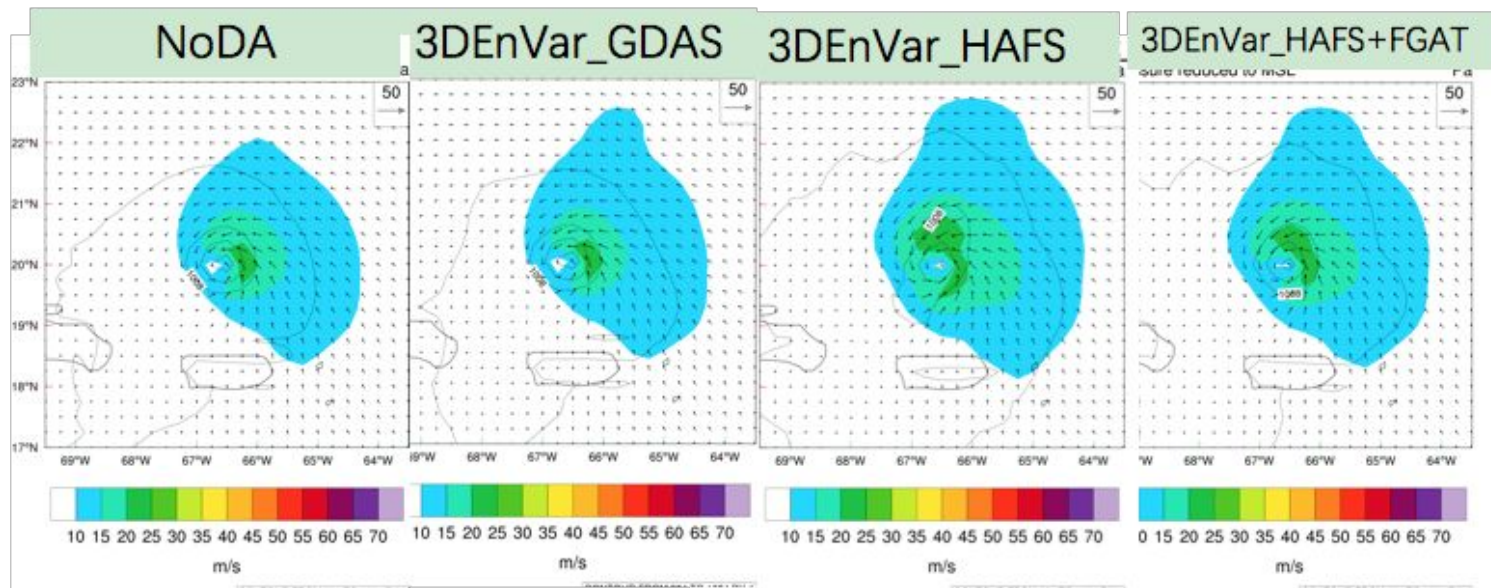 NoDA
3DEnVar_GDAS
3DEnVar_HAFS
3DEnVar_HAFS+FGAT
sure reduced to MSL Pa
23°N
22°N
21°N
20°N
19°N
18°N
17°N
50
50
50
50
1008
1008
1008
1008
69°W 68°W 67°W 66°W 65°W 64°W
9°W 68°W 67°W 66°W 65°W 64°W
69°W 68°W 67°W 66°W 65°W 64°W
°W 68°W 67°W 66°W 65°W 64°W
10 15 20 25 30 35 40 45 50 55 60 65 70
10 15 20 25 30 35 40 45 50 55 60 65 70
10 15 20 25 30 35 40 45 50 55 60 65 70
0 15 20 25 30 35 40 45 50 55 60 65 70
m/s
m/s
m/s
m/s